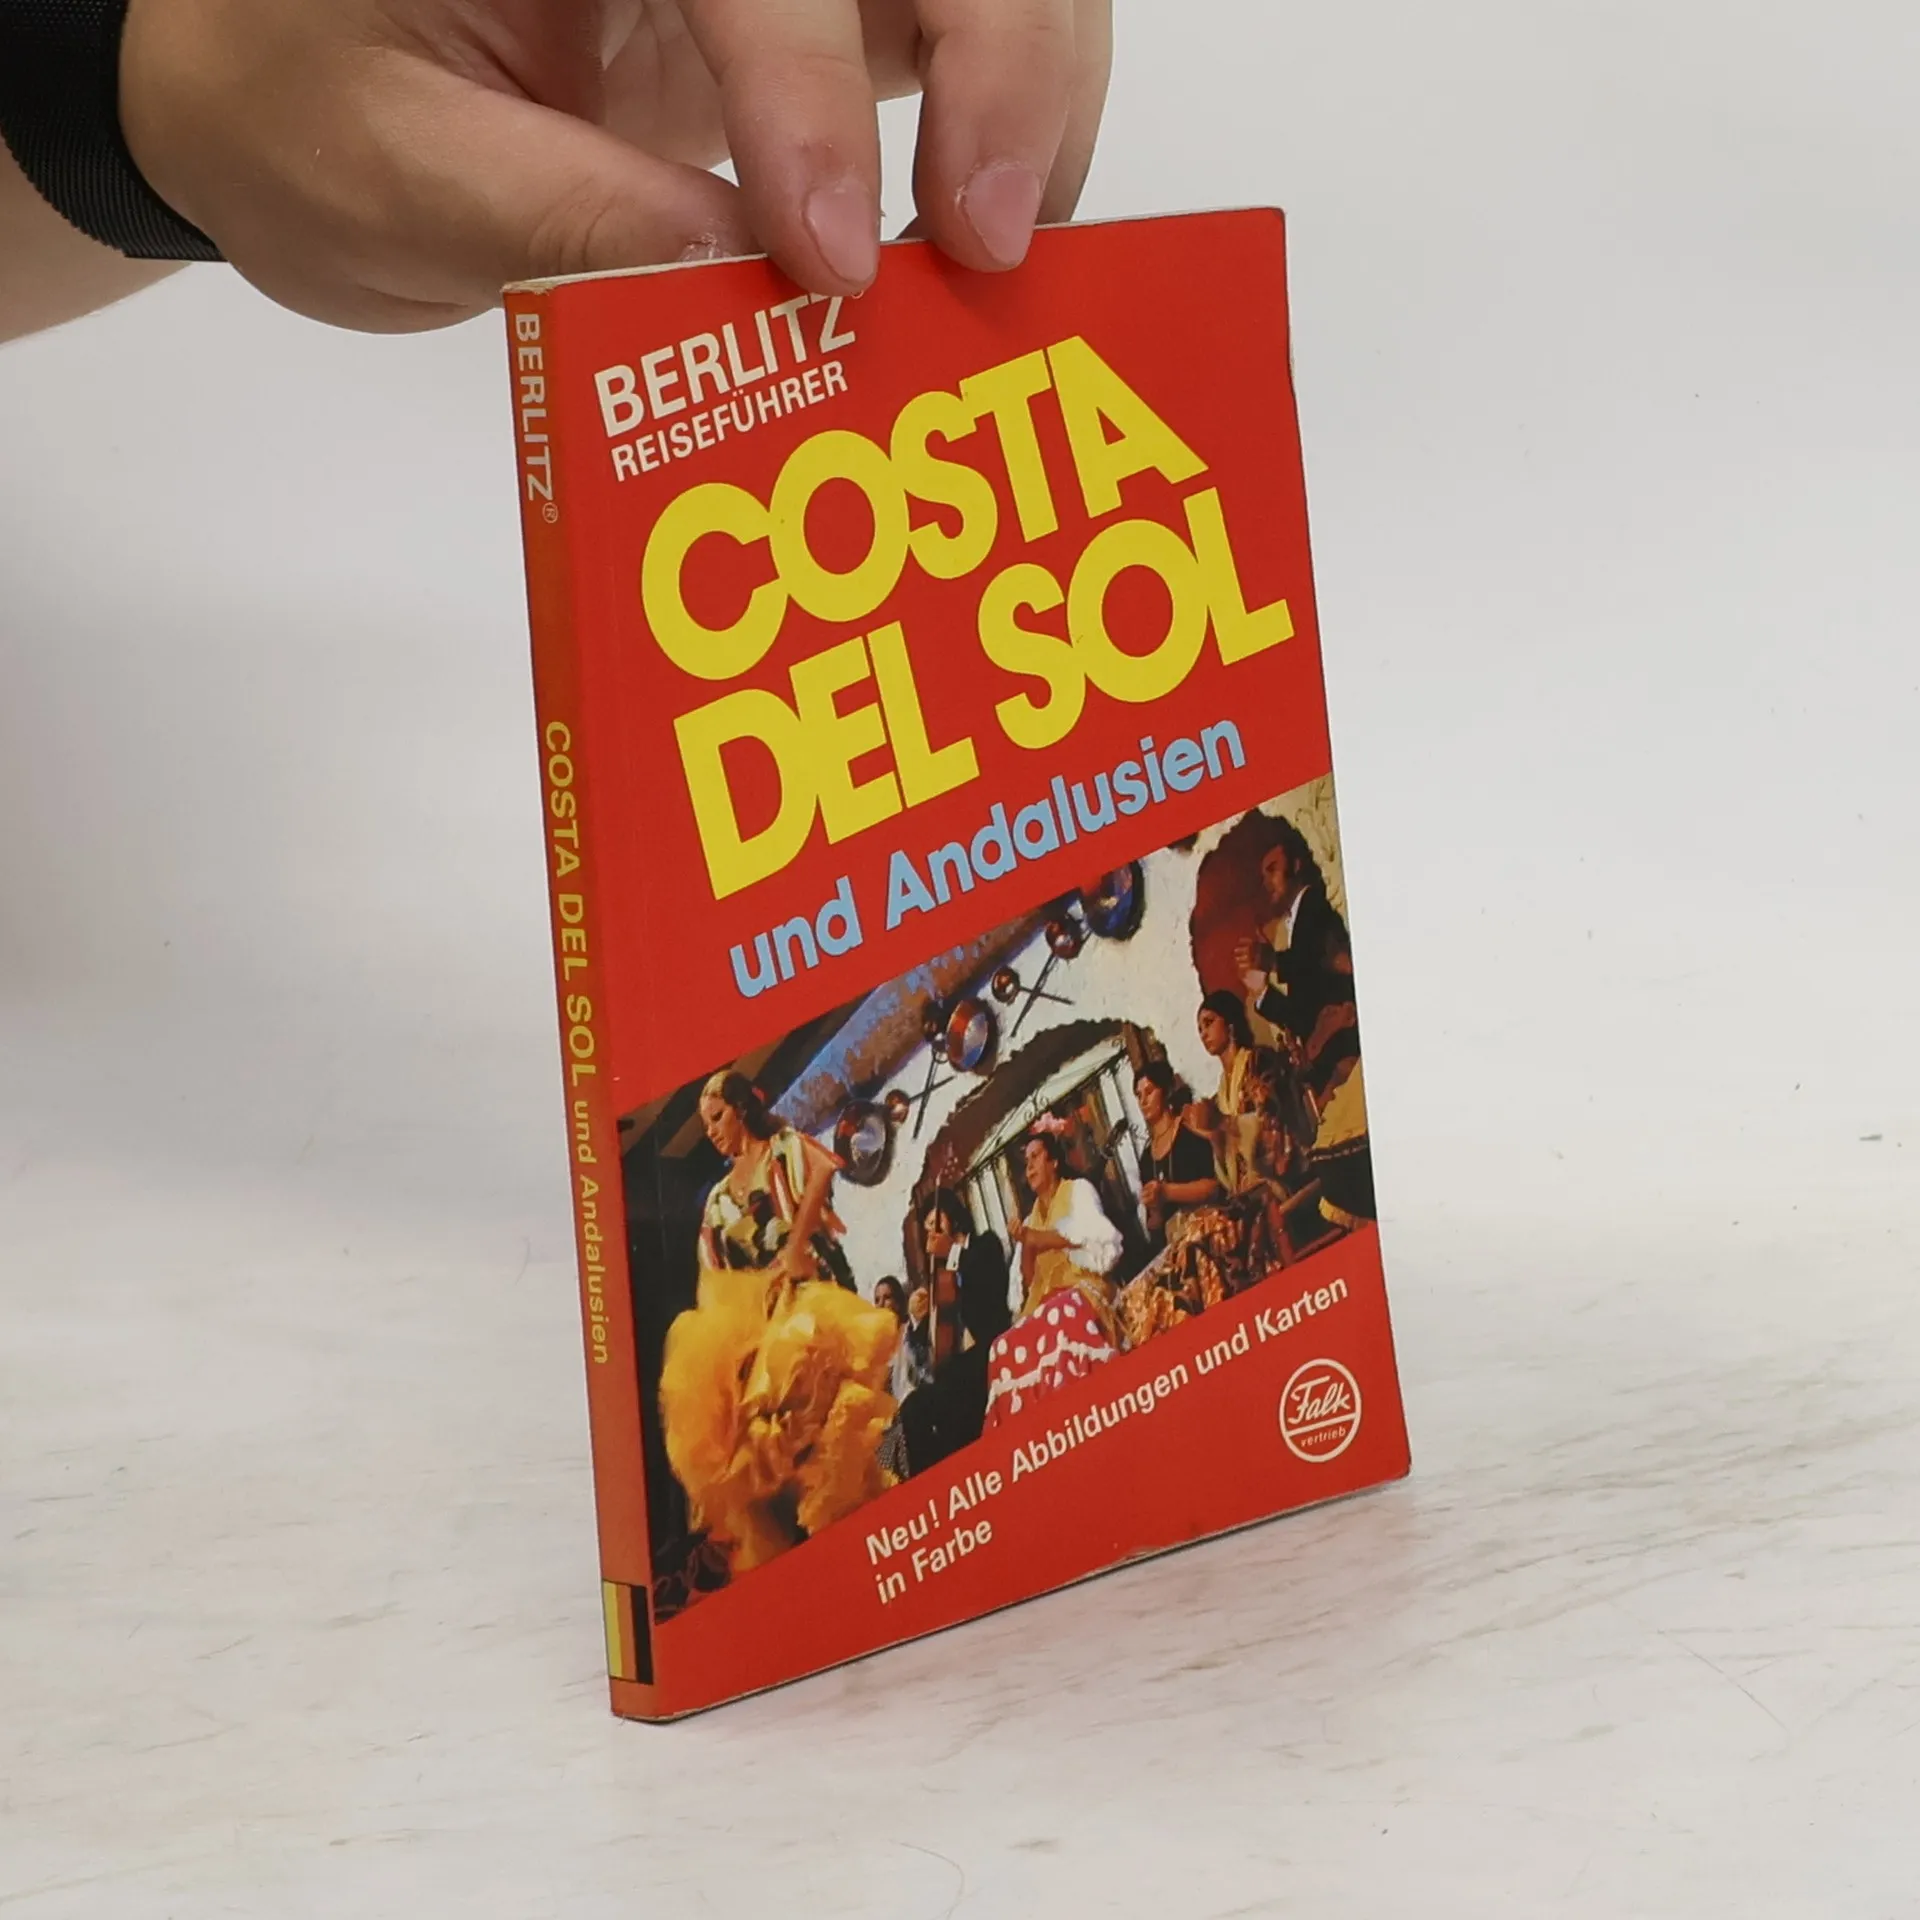 BERLITZ®
REISEFÜHRER
COSTA
DEL SOL
und Andalusien
Neu! Alle Abbildungen und Karten
in Farbe
Falk
vertrieb
BERLITZ®
COSTA DEL SOL und Andalusien